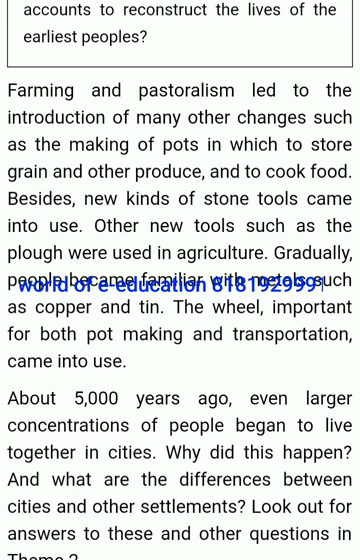 accounts to reconstruct the lives of the
earliest peoples?
Farming and pastoralism led to the
introduction of many other changes such
as the making of pots in which to store
grain and other produce, and to cook food.
Besides, new kinds of stone tools came
into use. Other new tools such as the
plough were used in agriculture. Gradually,
people became familiar with metals such
world of e-education 8181929991
as copper and tin. The wheel, important
for both pot making and transportation,
came into use.
About 5,000 years ago, even larger
concentrations of people began to live
together in cities. Why did this happen?
And what are the differences between
cities and other settlements? Look out for
answers to these and other questions in
Theme 2.